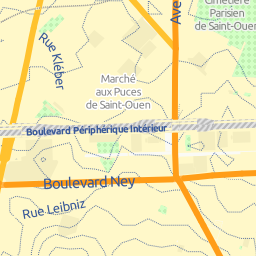 Cimetière
Parisien
de Saint-Ouen
Ave
Rue Kléber
Marché
aux Puces
de Saint-Ouen
Boulevard Périphérique Intérieur
Boulevard Ney
Rue Leibniz